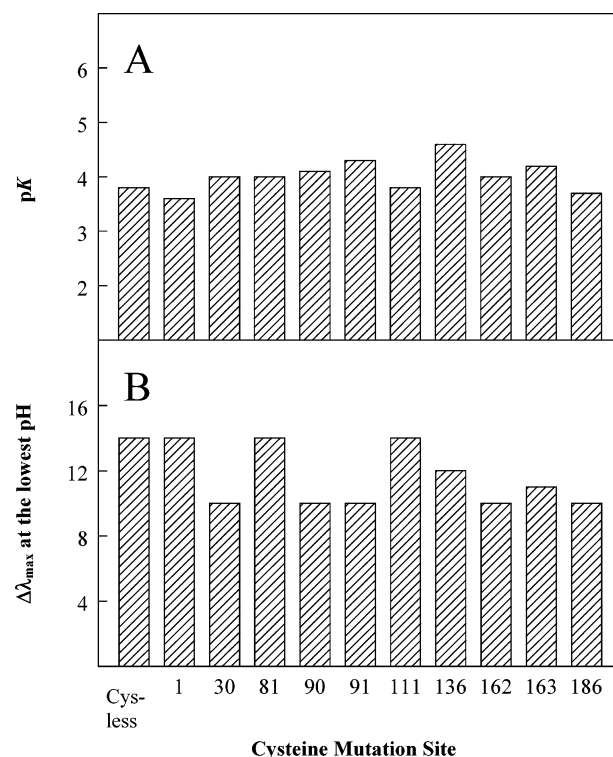 A
6
5
4
3
2
pK
B
16
12
8
4
Δλmax at the lowest pH
Cys-
less
1 30 81 90 91 111 136 162 163 186
Cysteine Mutation Site